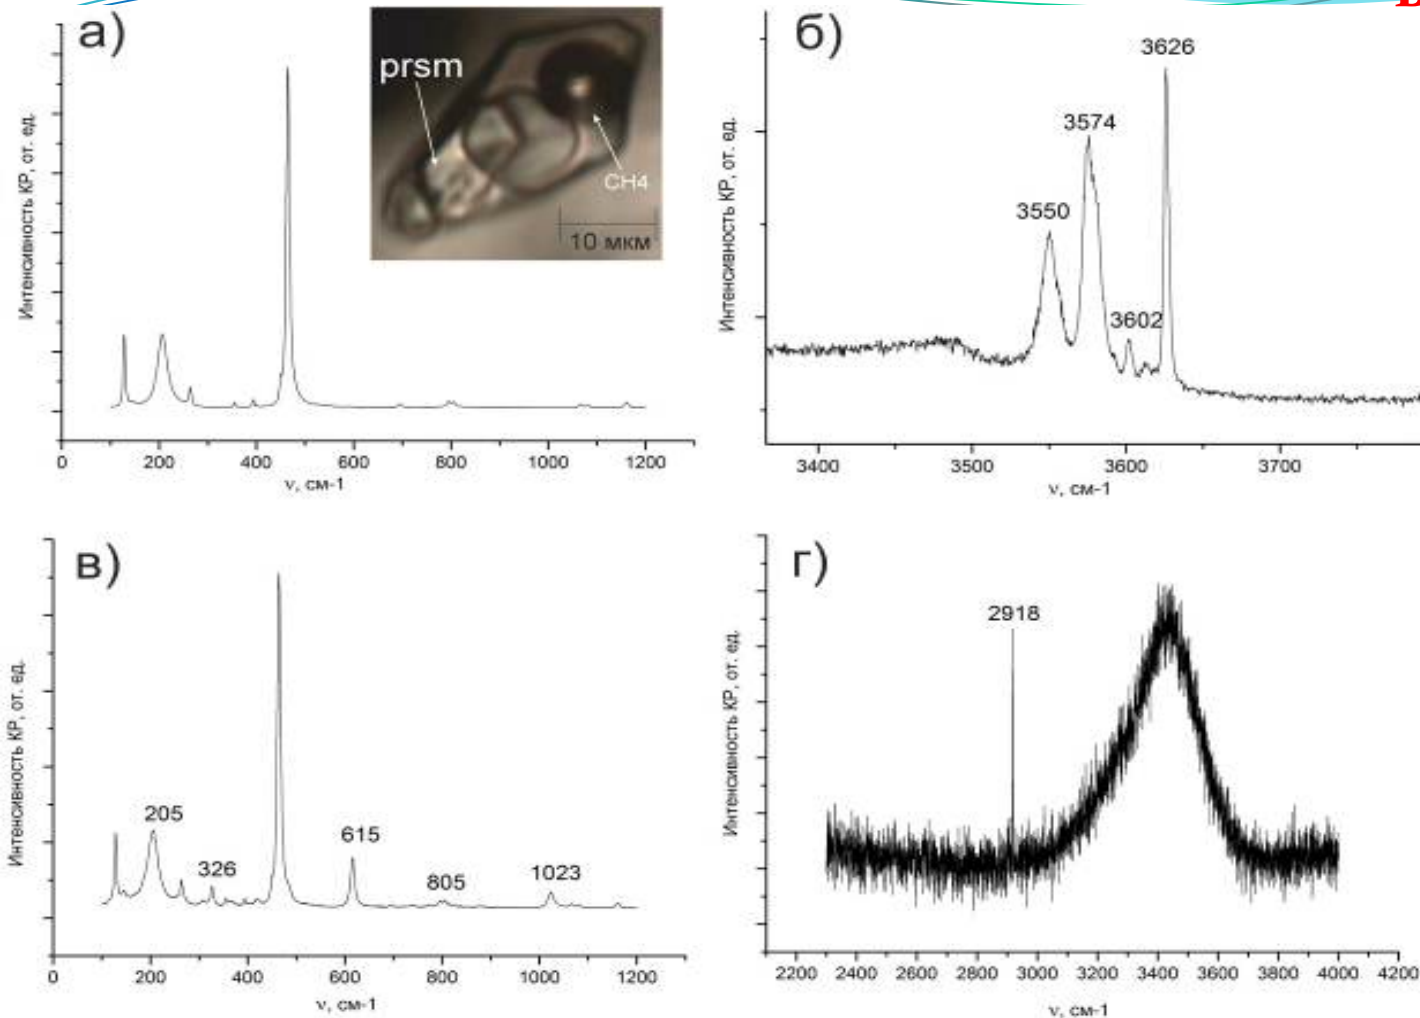 а)
prsm
CH4
10 мкм
Интенсивность КР, от. ед.
0 200 400 600 800 1000 1200
ν, см-1
б)
3626
3574
3550
3602
Интенсивность КР, от. ед.
3400 3500 3600 3700
ν, см-1
в)
205
326
615
805
1023
Интенсивность КР, от. ед.
0 200 400 600 800 1000 1200
ν, см-1
г)
2918
Интенсивность КР, от. ед.
2200 2400 2600 2800 3000 3200 3400 3600 3800 4000 4200
ν, см-1